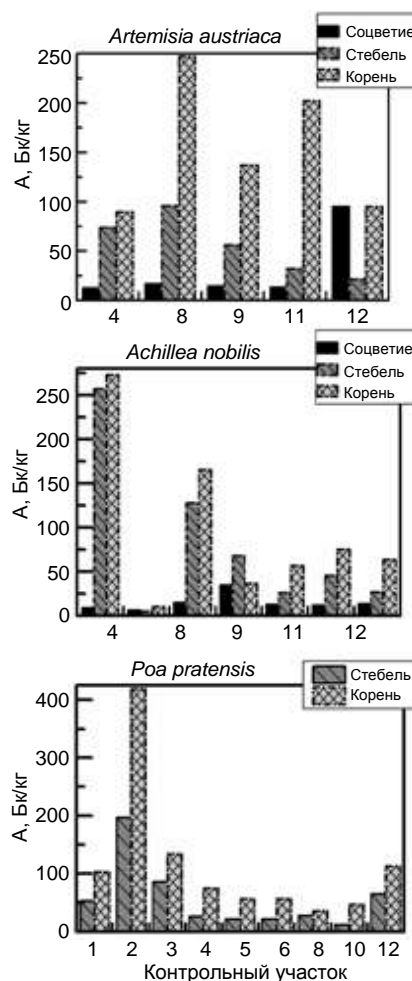 Artemisia austriaca
Соцветие
Стебель
Корень
А, Бк/кг
250
200
150
100
50
0
4 8 9 11 12
Achillea nobilis
Соцветие
Стебель
Корень
А, Бк/кг
250
200
150
100
50
0
4 8 9 11 12
Poa pratensis
Стебель
Корень
А, Бк/кг
400
300
200
100
0
1 2 3 4 5 6 8 10 12
Контрольный участок